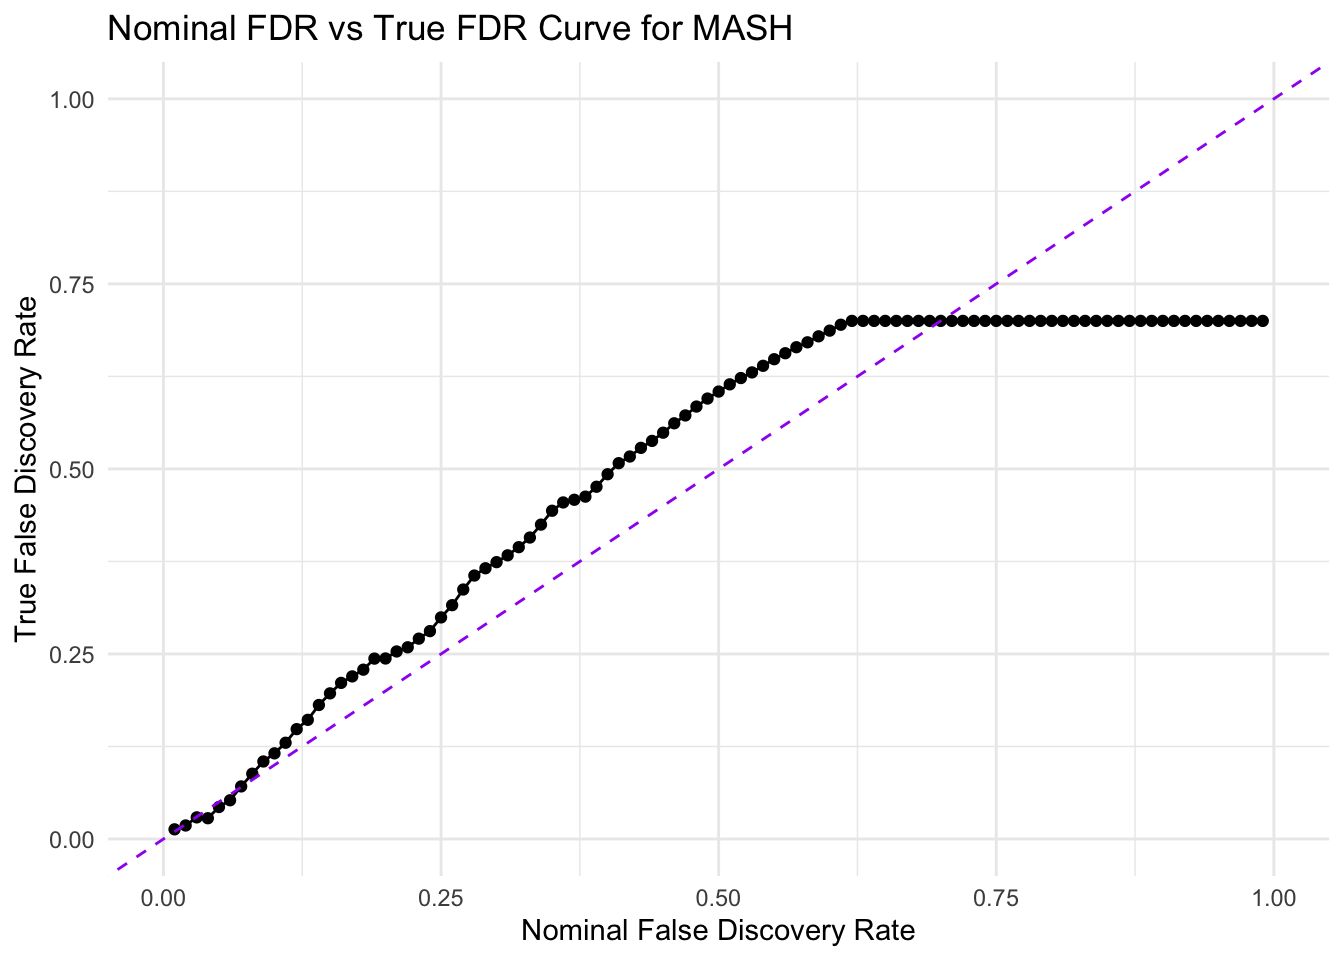 Nominal FDR vs True FDR Curve for MASH
True False Discovery Rate
1.00
0.75
0.50
0.25
0.00
0.00 0.25 0.50 0.75 1.00
Nominal False Discovery Rate